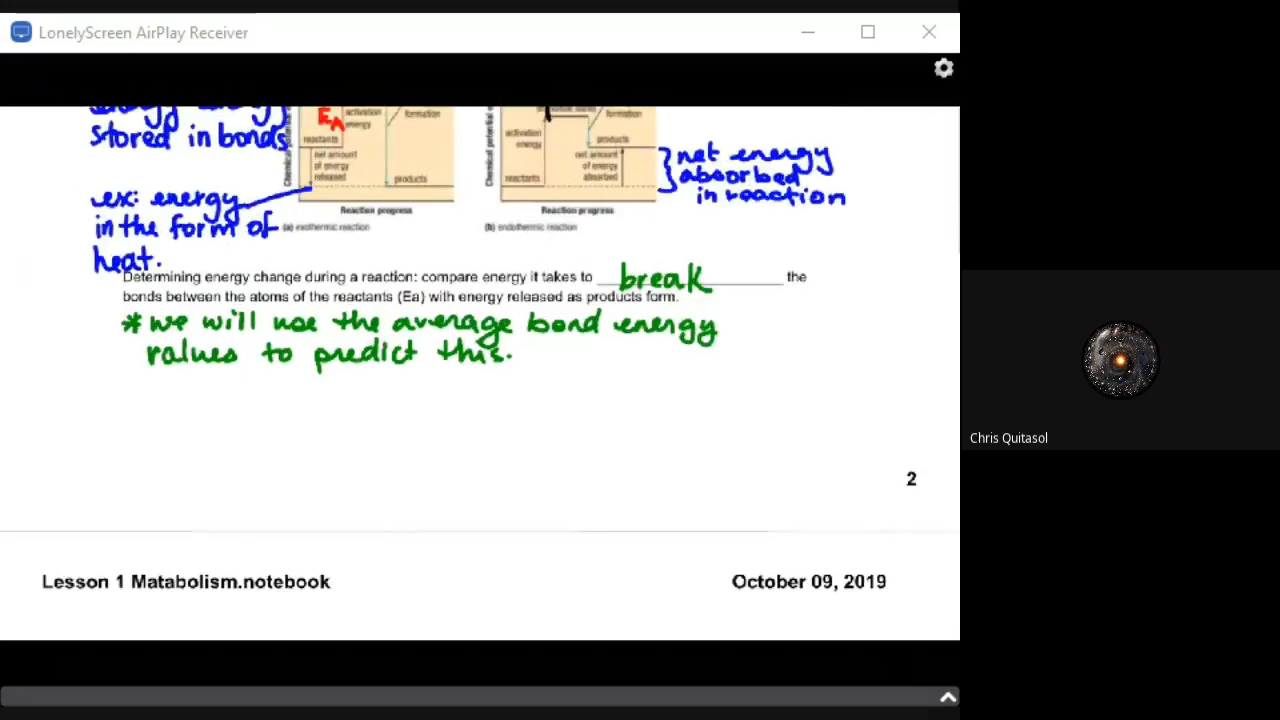 LonelyScreen AirPlay Receiver
stored in bonds
ex: energy
in the form of
heat.
EA
activation
energy
formation
reactants
net amount
of energy
released
products
Reaction progress
(a) exothermic reaction
formation
activation
energy
products
net amount
of energy
absorbed
reactants
Reaction progress
(b) endothermic reaction
net energy
absorbed
in reaction
Determining energy change during a reaction: compare energy it takes to break the
bonds between the atoms of the reactants (Ea) with energy released as products form.
*we will use the average bond energy
values to predict this.
2
Lesson 1 Matabolism.notebook
October 09, 2019
Chris Quitasol